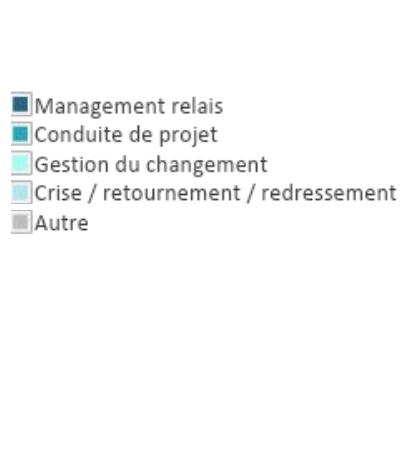 Management relais
Conduite de projet
Gestion du changement
Crise / retournement / redressement
Autre